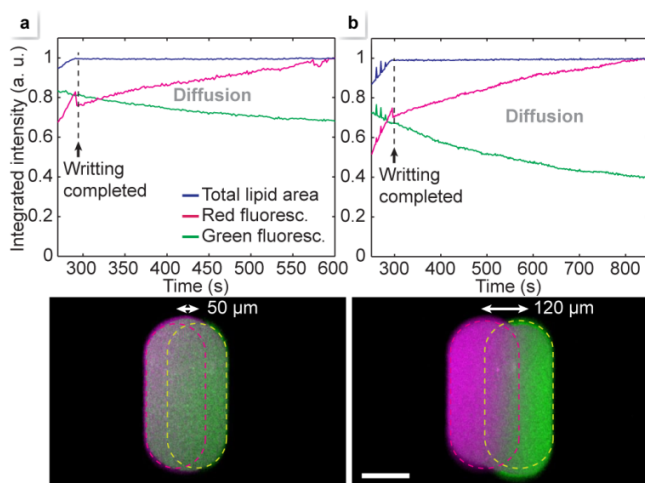 a
b
Integrated intensity (a. u.)
1
0.8
0.6
0.4
0.2
0
Diffusion
Writting
completed
Total lipid area
Red fluoresc.
Green fluoresc.
300 350 400 450 500 550 600
Time (s)
1
0.8
0.6
0.4
0.2
0
Diffusion
Writting
completed
300 400 500 600 700 800
Time (s)
50 μm
120 μm